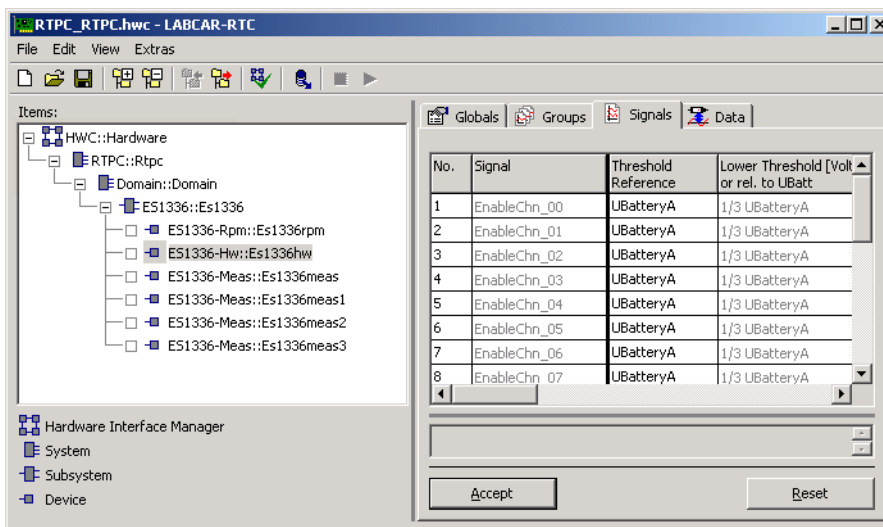 RTPC_RTPC.hwc - LABCAR-RTC
File Edit View Extras
Items:
HWC::Hardware
RTPC::Rtpc
Domain::Domain
ES1336::Es1336
ES1336-Rpm::Es1336rpm
ES1336-Hw::Es1336hw
ES1336-Meas::Es1336meas
ES1336-Meas::Es1336meas1
ES1336-Meas::Es1336meas2
ES1336-Meas::Es1336meas3
Hardware Interface Manager
System
Subsystem
Device
Globals Groups Signals Data
No. Signal Threshold Reference Lower Threshold [Volt or rel. to UBatt
1 EnableChn_00 UBatteryA 1/3 UBatteryA
2 EnableChn_01 UBatteryA 1/3 UBatteryA
3 EnableChn_02 UBatteryA 1/3 UBatteryA
4 EnableChn_03 UBatteryA 1/3 UBatteryA
5 EnableChn_04 UBatteryA 1/3 UBatteryA
6 EnableChn_05 UBatteryA 1/3 UBatteryA
7 EnableChn_06 UBatteryA 1/3 UBatteryA
8 EnableChn_07 UBatteryA 1/3 UBatteryA
Accept Reset